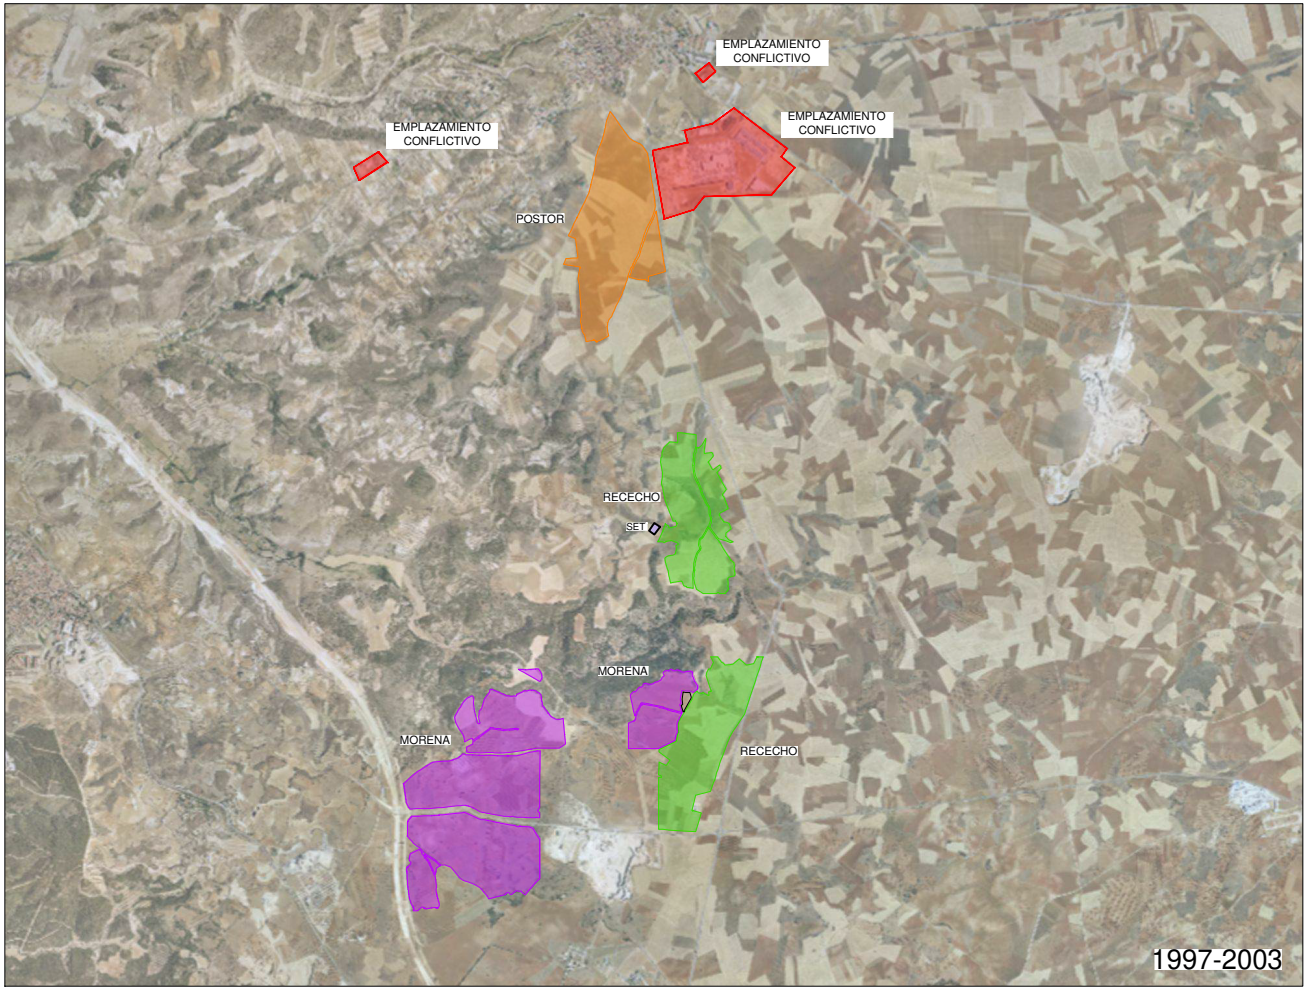 EMPLAZAMIENTO
CONFLICTIVO
EMPLAZAMIENTO
CONFLICTIVO
EMPLAZAMIENTO
CONFLICTIVO
POSTOR
RECECHO
SET
MORENA
MORENA
RECECHO
1997-2003